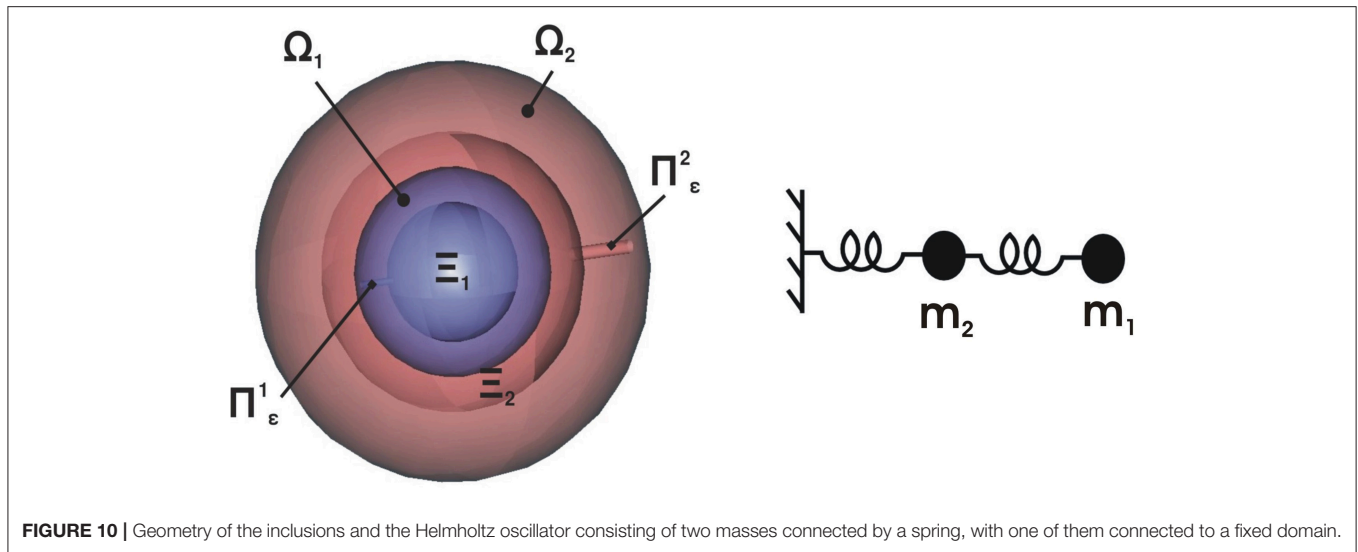 Ω₁
Ω₂
Π²ε
Ξ₁
Ξ₂
Π¹ε
m₂
m₁
FIGURE 10 | Geometry of the inclusions and the Helmholtz oscillator consisting of two masses connected by a spring, with one of them connected to a fixed domain.